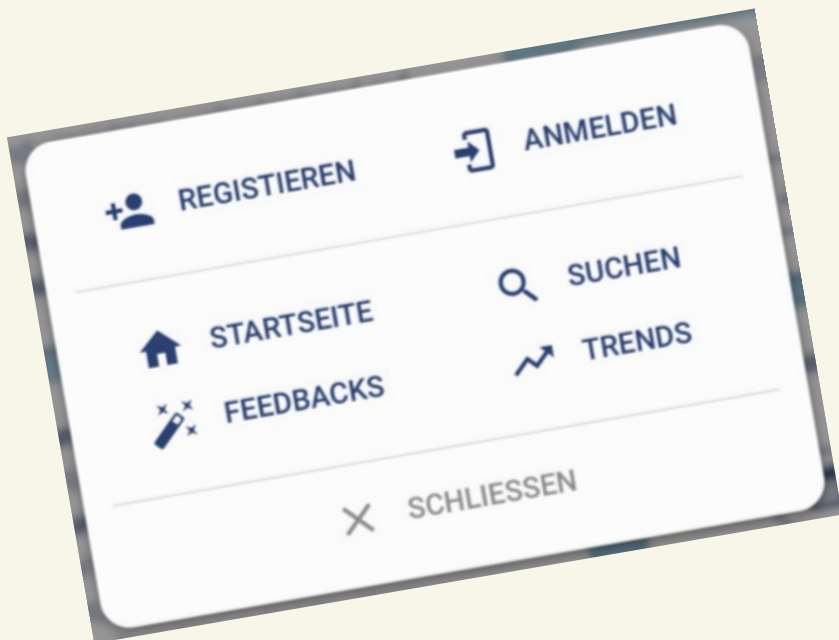 REGISTIEREN
ANMELDEN
STARTSEITE
SUCHEN
FEEDBACKS
TRENDS
SCHLIESSEN